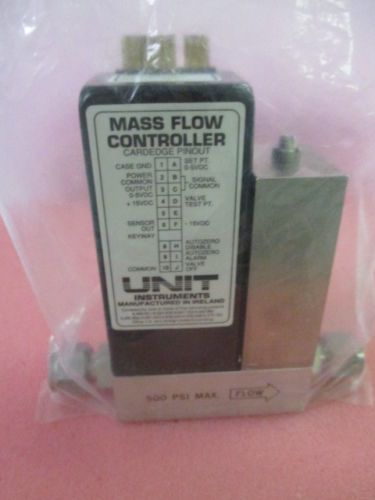 MASS FLOW
CONTROLLER
CARDEDGE PINOUT
CASE GND 1 A SET PT. 0-5VDC
POWER COMMON 2 B SIGNAL COMMON
OUTPUT 0-5VDC 3 C
+ 15VDC 4 D VALVE TEST PT.
5 E
SENSOR OUT 6 F - 15VDC
KEYWAY
8 H AUTOZERO DISABLE
9 I AUTOZERO ALARM
COMMON 10 J VALVE OFF
UNIT
INSTRUMENTS
MANUFACTURED IN IRELAND
500 PSI MAX. FLOW